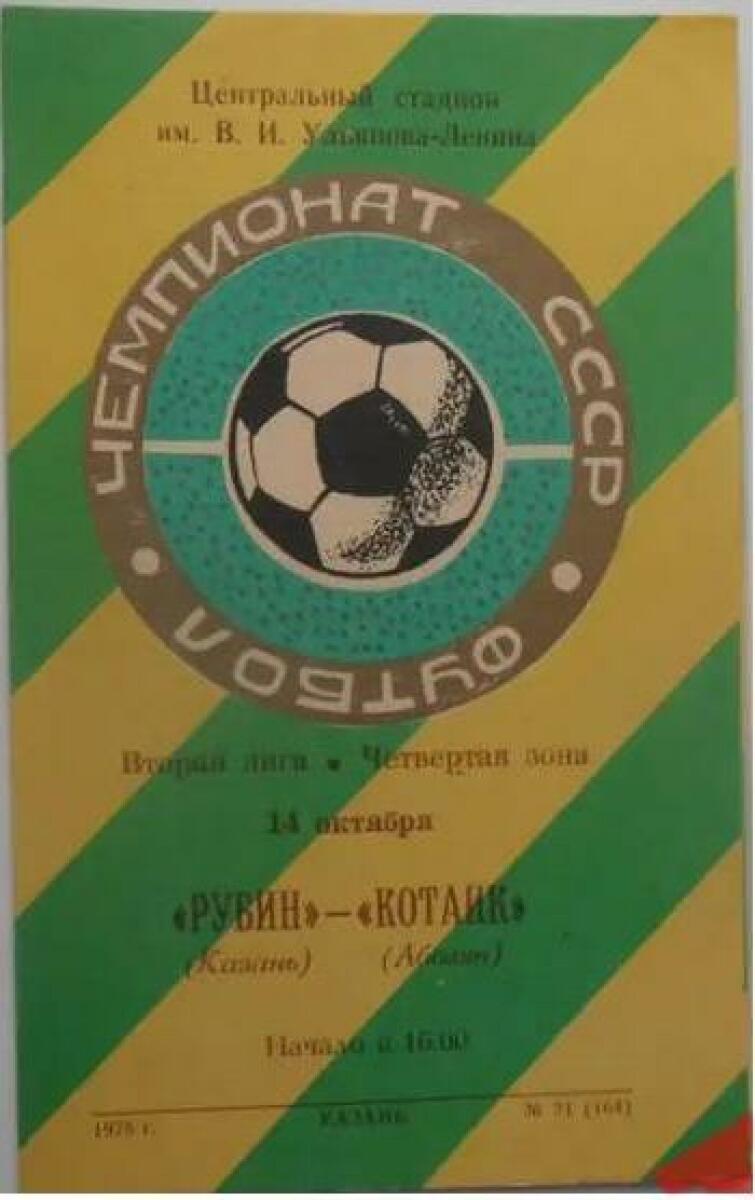 Центральный стадион
им. В. И. Ульянова-Ленина
ЧЕМПИОНАТ СССР
ФУТБОЛ
Вторая лига • Четвертая зона
14 октября
«РУБИН»—«КОТАИК»
(Казань) (Абовян)
Начало в 16.00
КАЗАНЬ